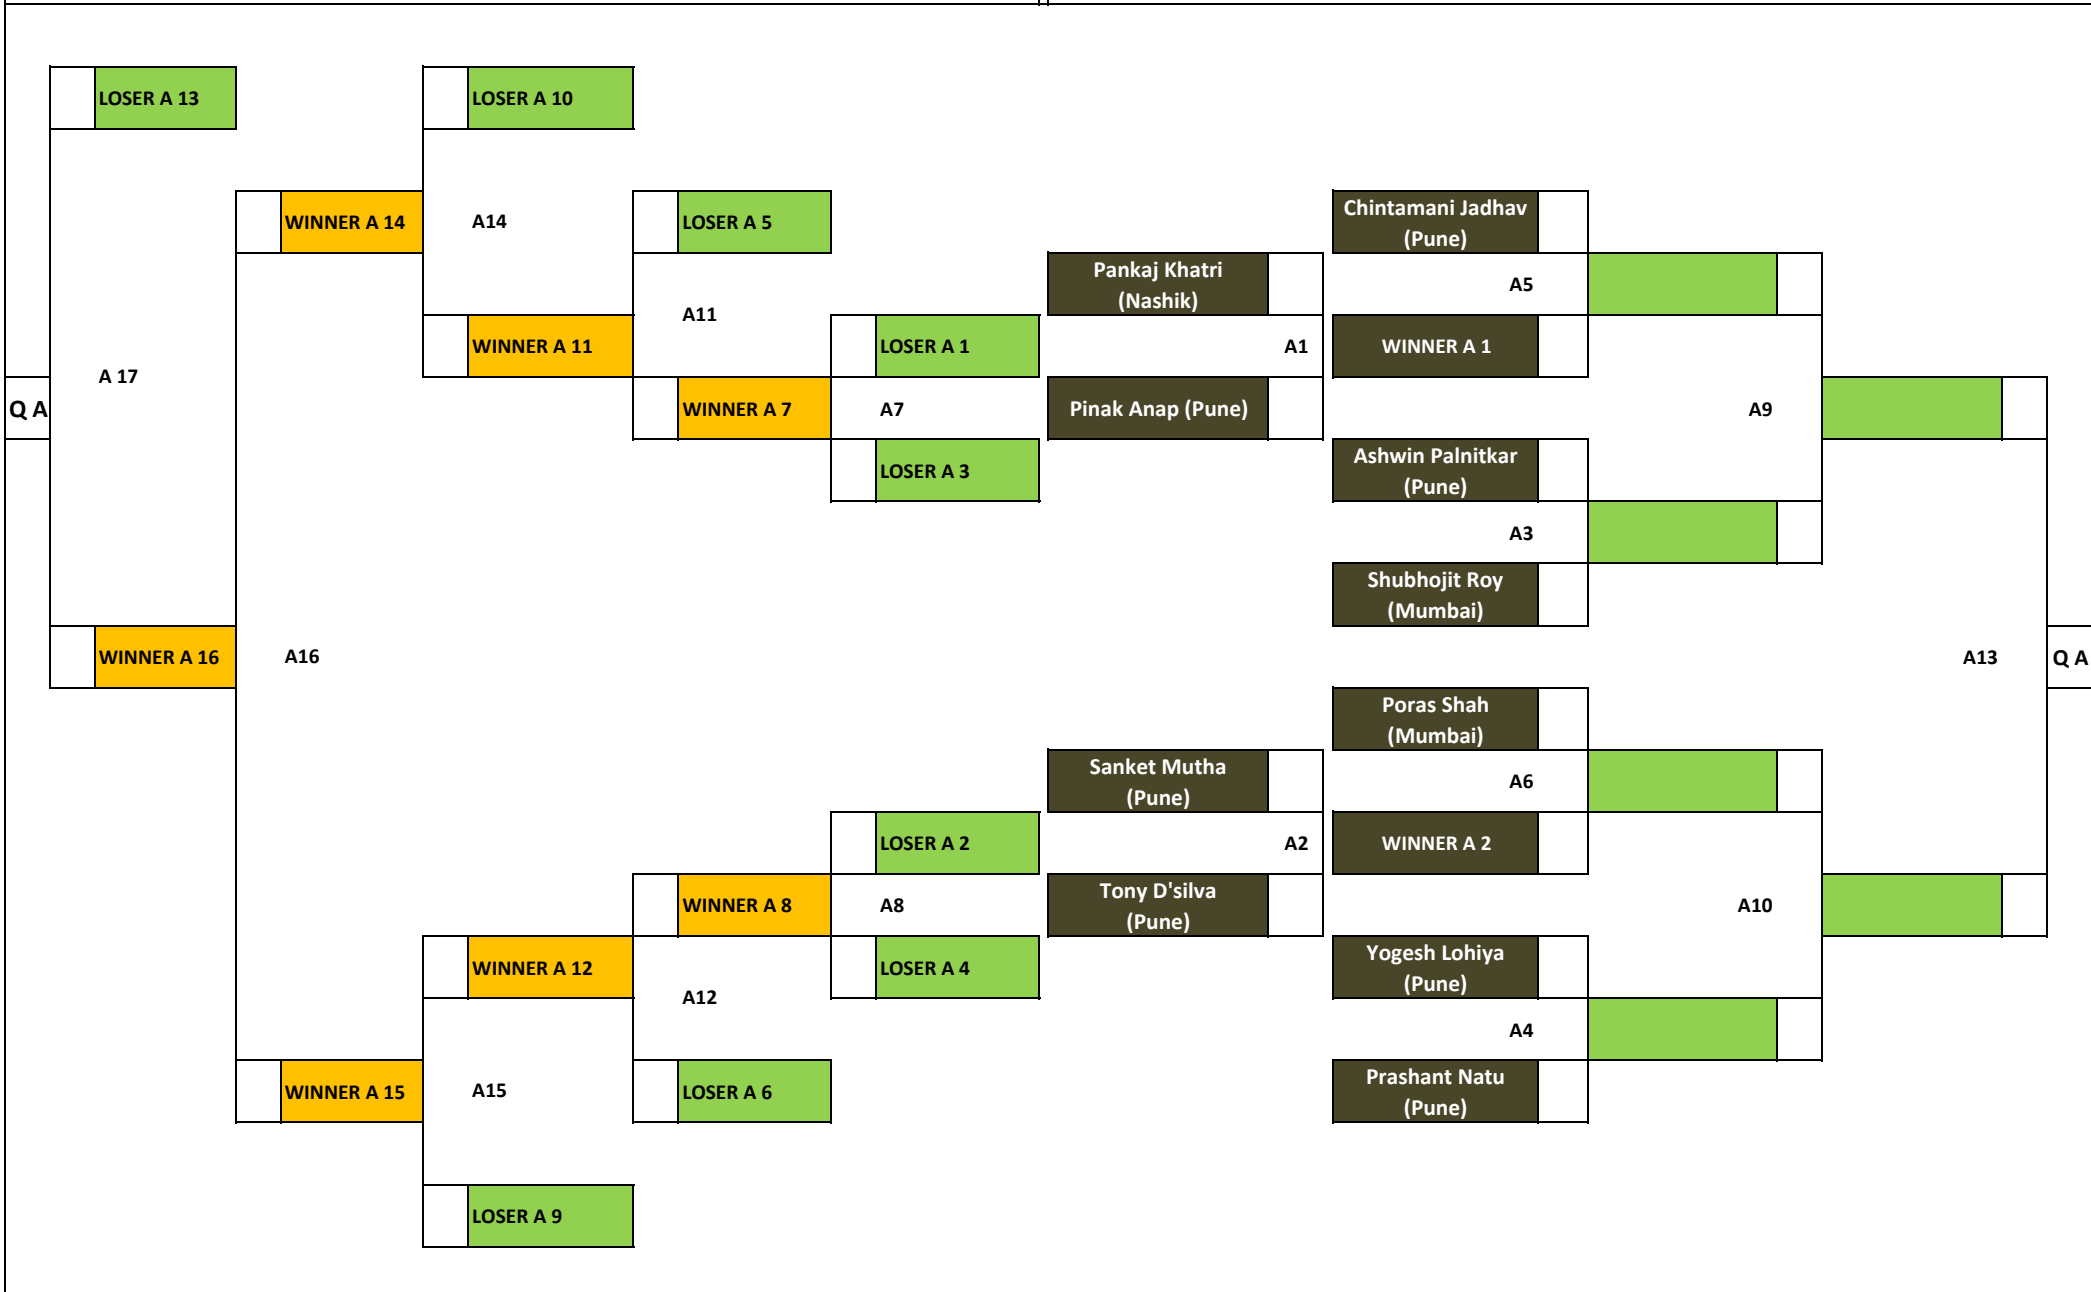 LOSER A 13
LOSER A 10
WINNER A 14
A14
LOSER A 5
Chintamani Jadhav
(Pune)
Pankaj Khatri
(Nashik)
A5
A11
WINNER A 11
LOSER A 1
A1
WINNER A 1
A 17
Q A
WINNER A 7
A7
Pinak Anap (Pune)
A9
LOSER A 3
Ashwin Palnitkar
(Pune)
A3
Shubhojit Roy
(Mumbai)
WINNER A 16
A16
A13
Q A
Poras Shah
(Mumbai)
Sanket Mutha
(Pune)
A6
LOSER A 2
A2
WINNER A 2
WINNER A 8
A8
Tony D'silva
(Pune)
A10
WINNER A 12
LOSER A 4
Yogesh Lohiya
(Pune)
A12
A4
WINNER A 15
A15
LOSER A 6
Prashant Natu
(Pune)
LOSER A 9